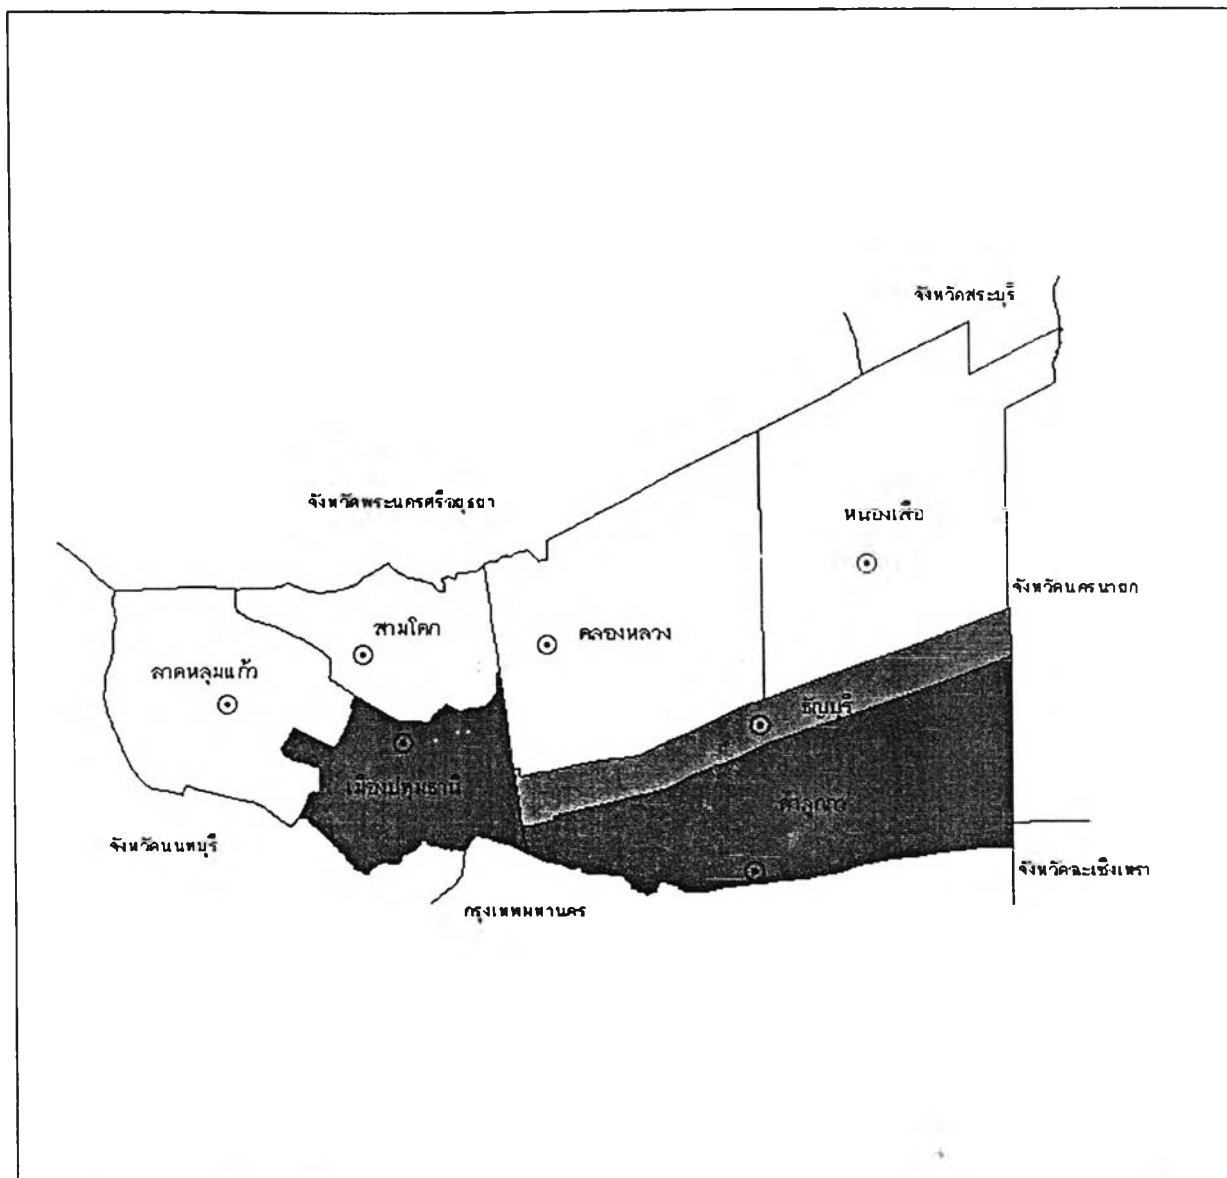 จังหวัดสระบุรี
จังหวัดพระนครศรีอยุธยา
หนองเสือ
จังหวัดนครนายก
สามโคก
คลองหลวง
ลาดหลุมแก้ว
ธัญบุรี
เมืองปทุมธานี
ลำลูกกา
จังหวัดนนทบุรี
จังหวัดฉะเชิงเทรา
กรุงเทพมหานคร